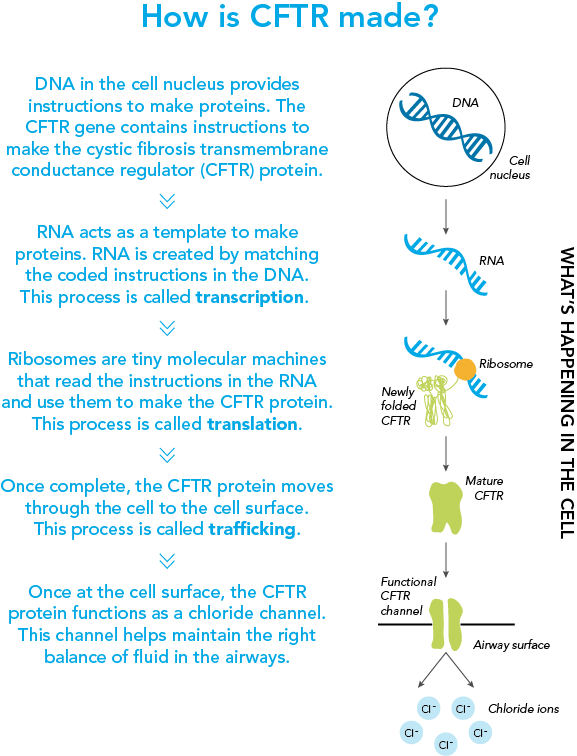 How is CFTR made?
DNA in the cell nucleus provides
instructions to make proteins. The
CFTR gene contains instructions to
make the cystic fibrosis transmembrane
conductance regulator (CFTR) protein.
RNA acts as a template to make
proteins. RNA is created by matching
the coded instructions in the DNA.
This process is called transcription.
Ribosomes are tiny molecular machines
that read the instructions in the RNA
and use them to make the CFTR protein.
This process is called translation.
Once complete, the CFTR protein moves
through the cell to the cell surface.
This process is called trafficking.
Once at the cell surface, the CFTR
protein functions as a chloride channel.
This channel helps maintain the right
balance of fluid in the airways.
DNA
Cell
nucleus
RNA
Ribosome
Newly
folded
CFTR
Mature
CFTR
Functional
CFTR
channel
Airway surface
Chloride ions
Cl⁻
Cl⁻
Cl⁻
Cl⁻
Cl⁻
WHAT'S HAPPENING IN THE CELL